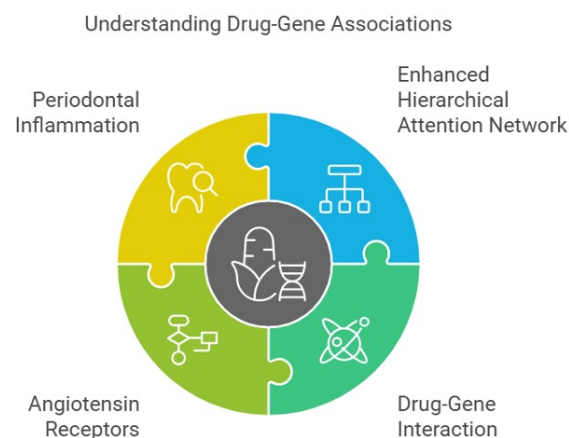 Understanding Drug-Gene Associations
Periodontal
Inflammation
Enhanced
Hierarchical
Attention Network
Angiotensin
Receptors
Drug-Gene
Interaction